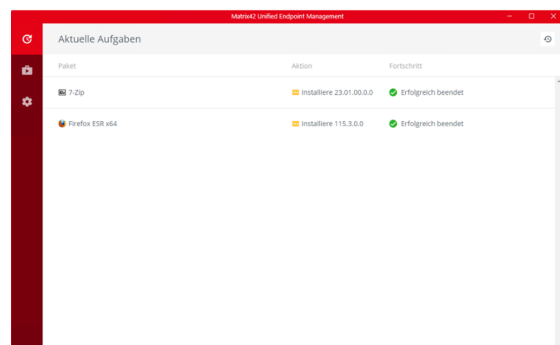 Matrix42 Unified Endpoint Management
Aktuelle Aufgaben
Paket Aktion Fortschritt
7-Zip Installiere 23.01.00.0.0 Erfolgreich beendet
Firefox ESR x64 Installiere 115.3.0.0 Erfolgreich beendet